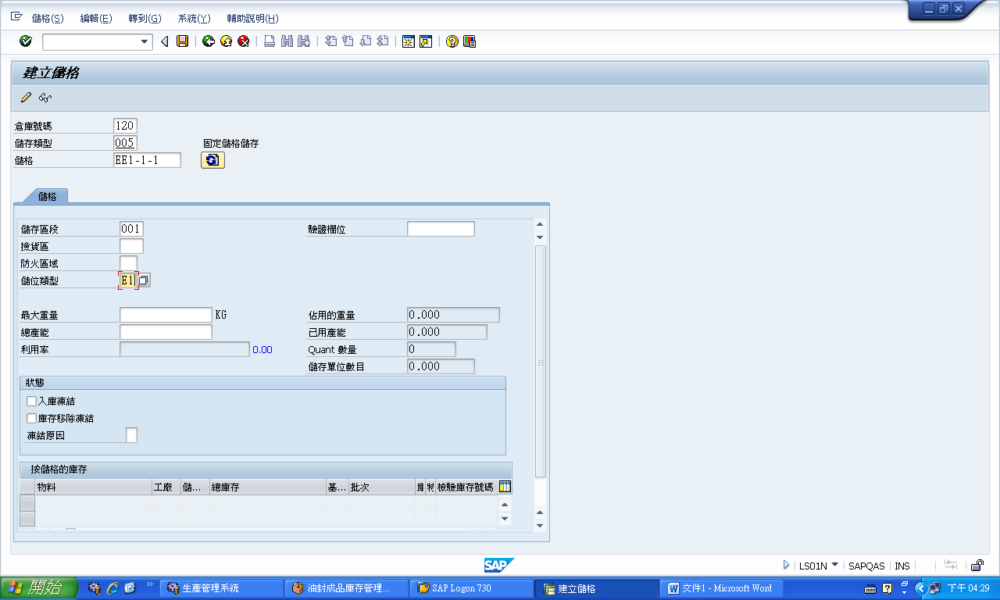 儲格(S) 編輯(E) 轉到(G) 系統(Y) 輔助說明(H)
建立儲格
倉庫號碼 120
儲存類型 005 固定儲格儲存
儲格 EE1-1-1
儲格
儲存區段 001 驗證欄位
撿貨區
防火區域
儲位類型 E1
最大重量 KG 佔用的重量 0.000
總產能 已用產能 0.000
利用率 0.00 Quant 數量 0
儲存單位數目 0.000
狀態
入庫凍結
庫存移除凍結
凍結原因
按儲格的庫存
物料 工廠 儲... 總庫存 基... 批次 檢驗庫存號碼
SAP LS01N SAPQAS INS
開始 生産管理系統 油封成品庫存管理... SAP Logon 730 建立儲格 文件1 - Microsoft Word 下午 04:29